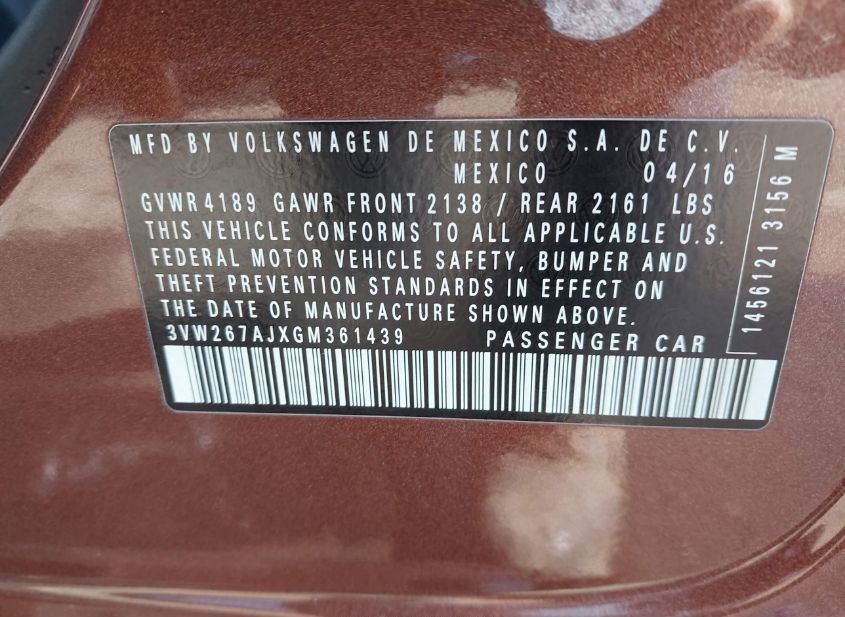 MFD BY VOLKSWAGEN DE MEXICO S.A. DE C.V.
MEXICO 04/16
GVWR 4189 GAWR FRONT 2138 / REAR 2161 LBS
THIS VEHICLE CONFORMS TO ALL APPLICABLE U.S.
FEDERAL MOTOR VEHICLE SAFETY, BUMPER AND
THEFT PREVENTION STANDARDS IN EFFECT ON
THE DATE OF MANUFACTURE SHOWN ABOVE.
3VW267AJXGM361439 PASSENGER CAR
1456121 3156 M